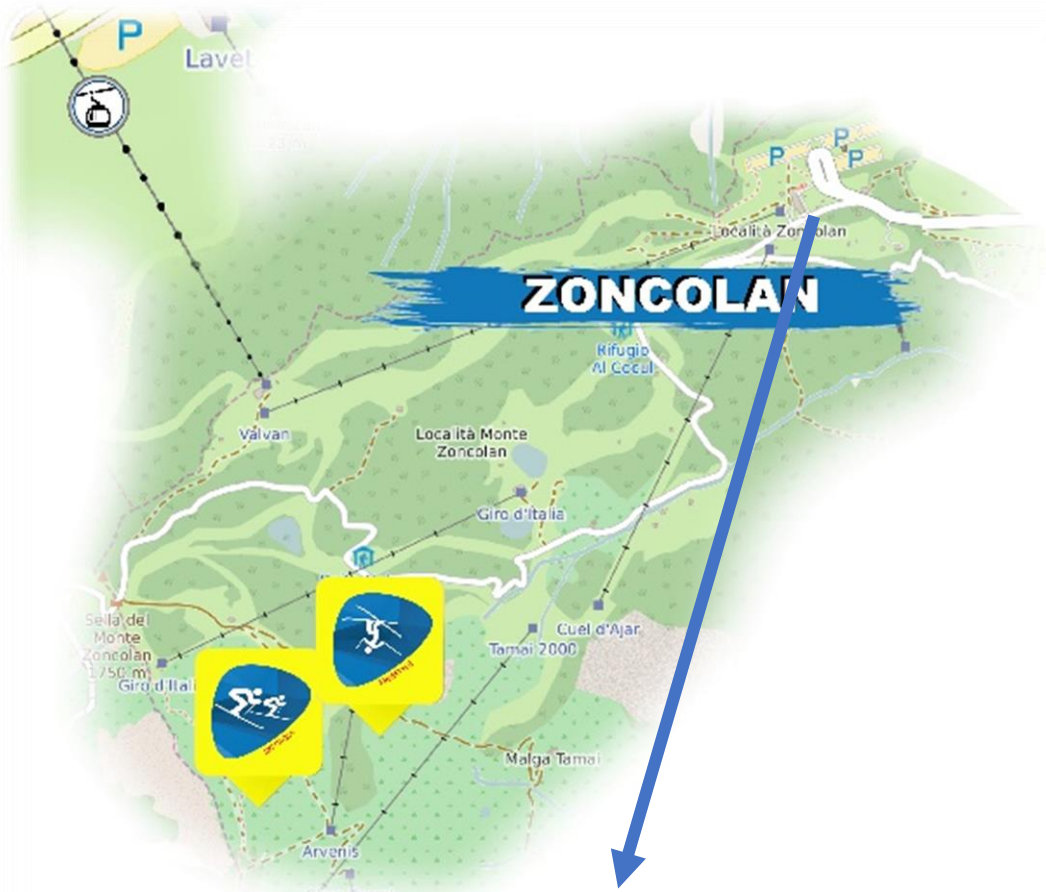 P
Lavet
P
P
P
Località Zoncolan
ZONCOLAN
Rifugio
Al Cocul
Valvan
Località Monte
Zoncolan
Giro d'Italia
Sella del
Monte
Zoncolan
1750 m
Giro d'Itali
Cuel d'Ajar
Tamai 2000
Malga Tamai
Arvenis